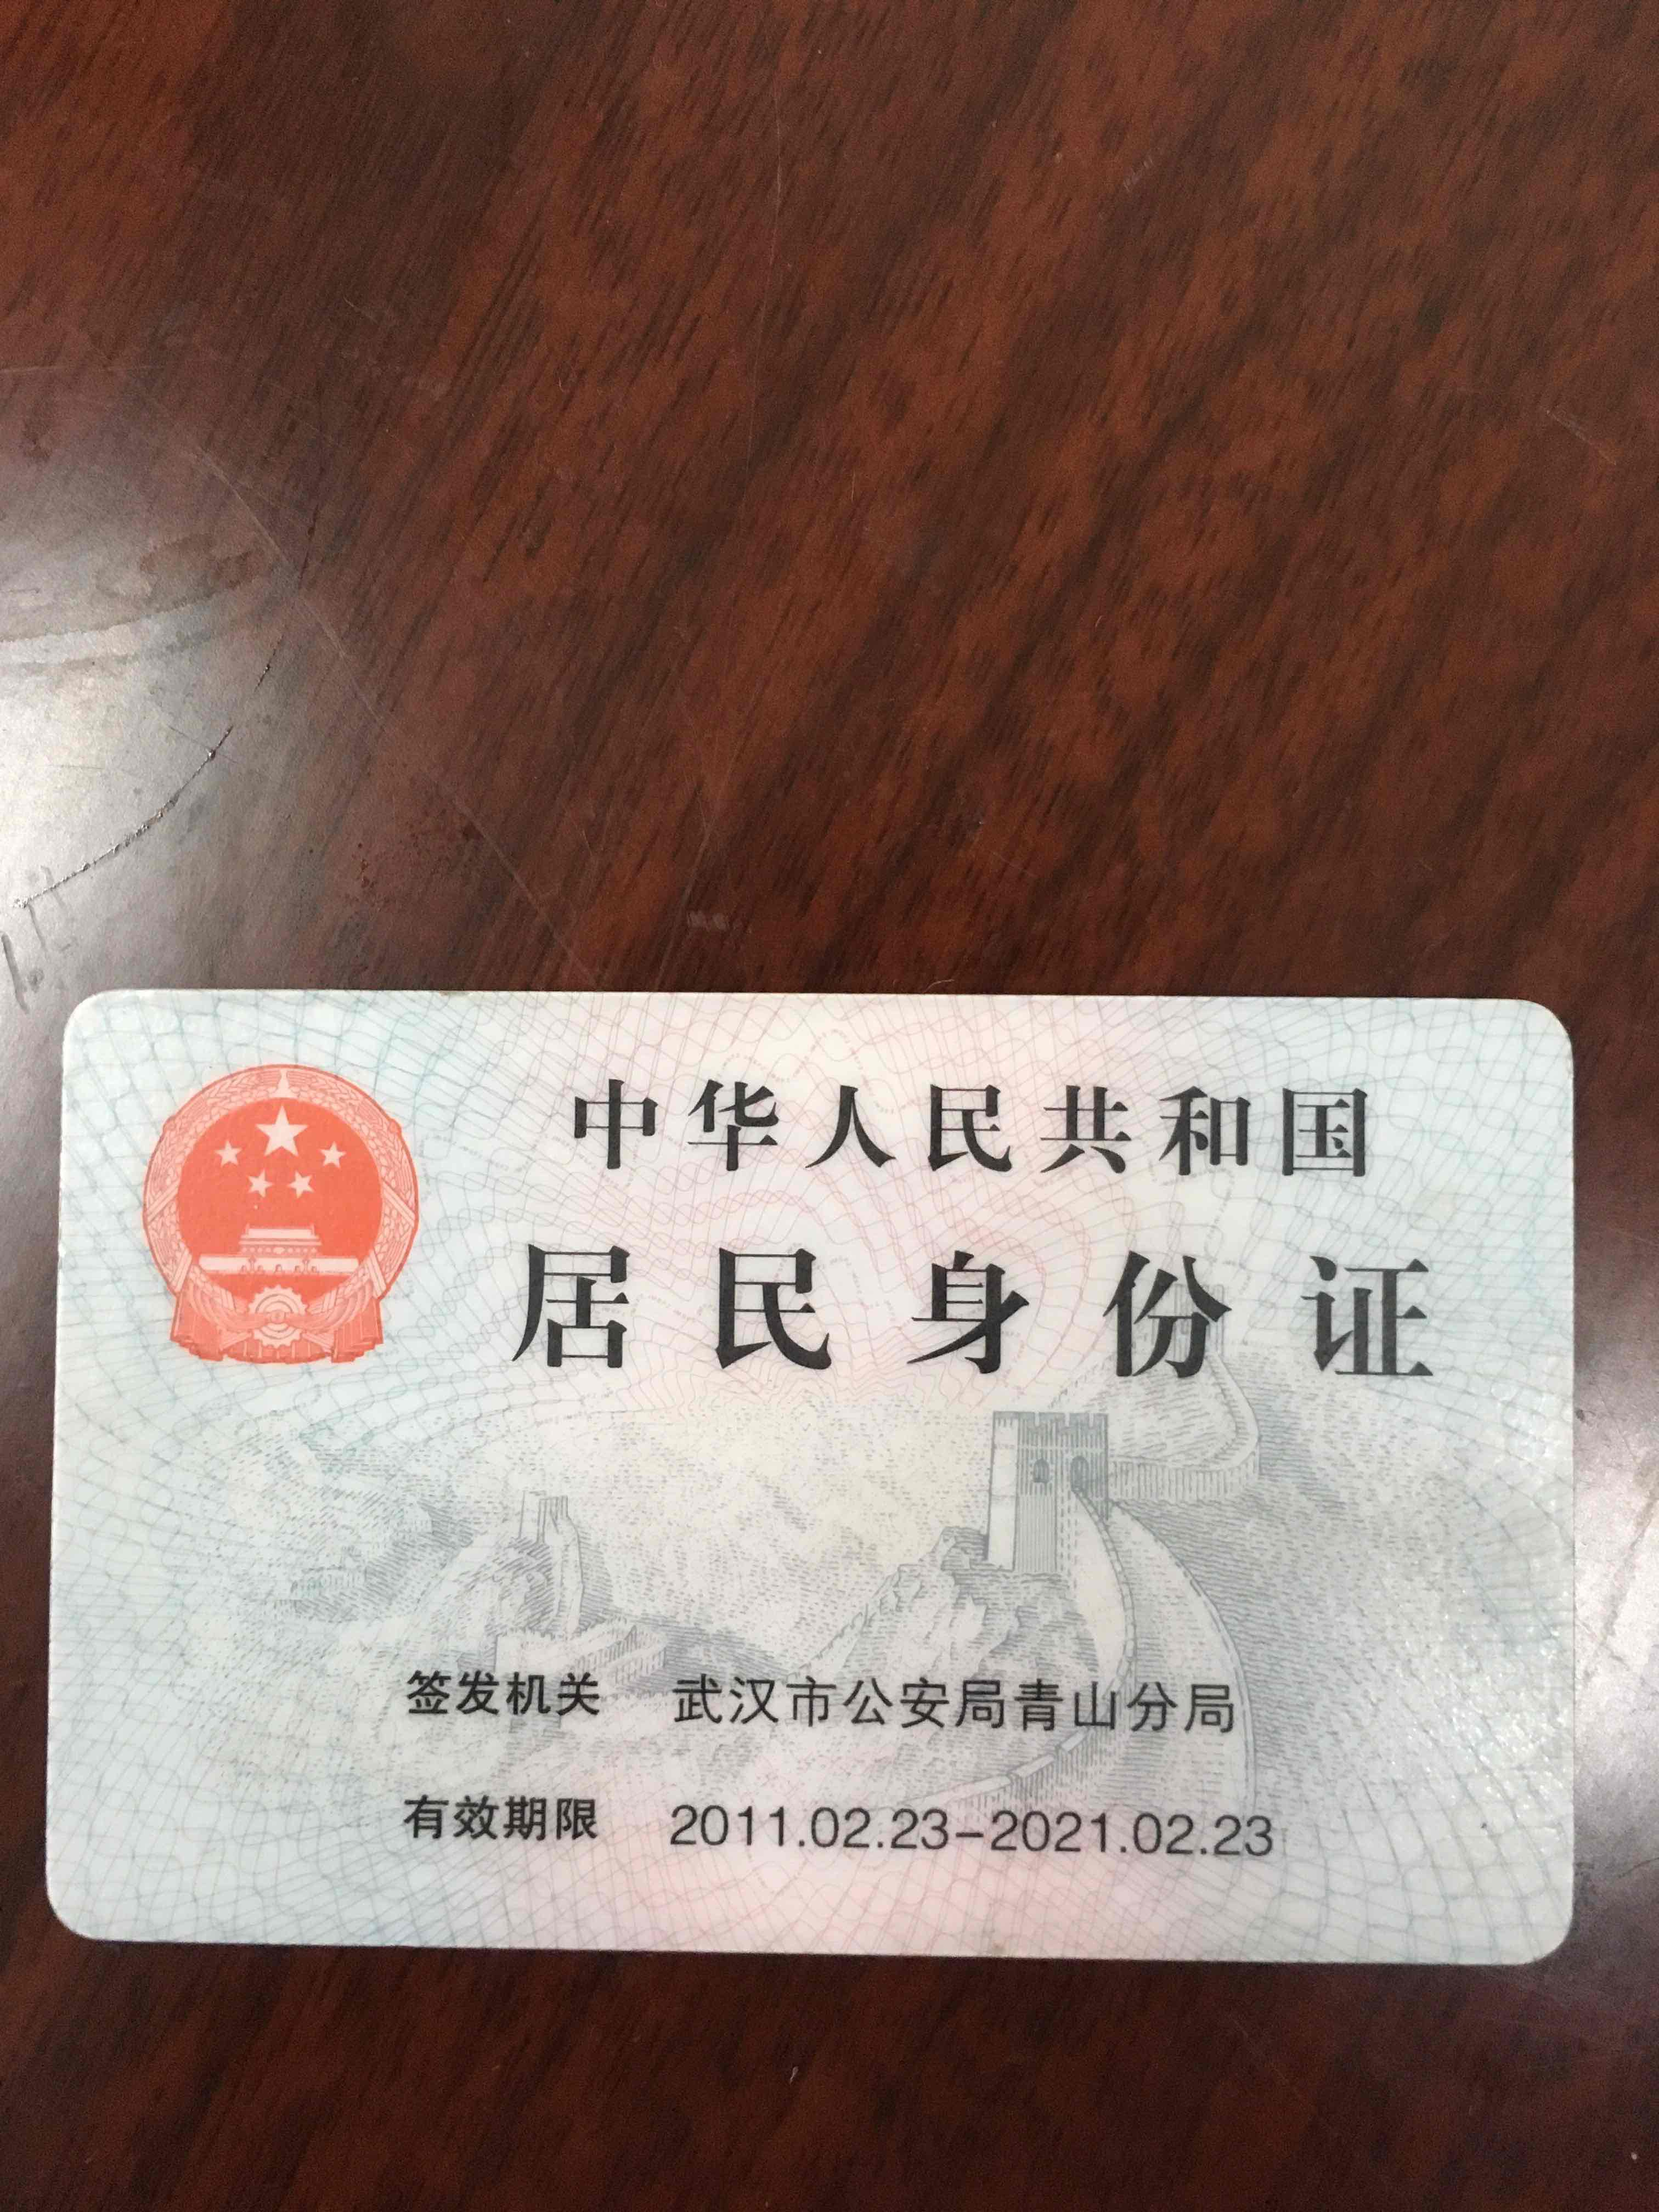 中华人民共和国
居民身份证
签发机关 武汉市公安局青山分局
有效期限 2011.02.23-2021.02.23